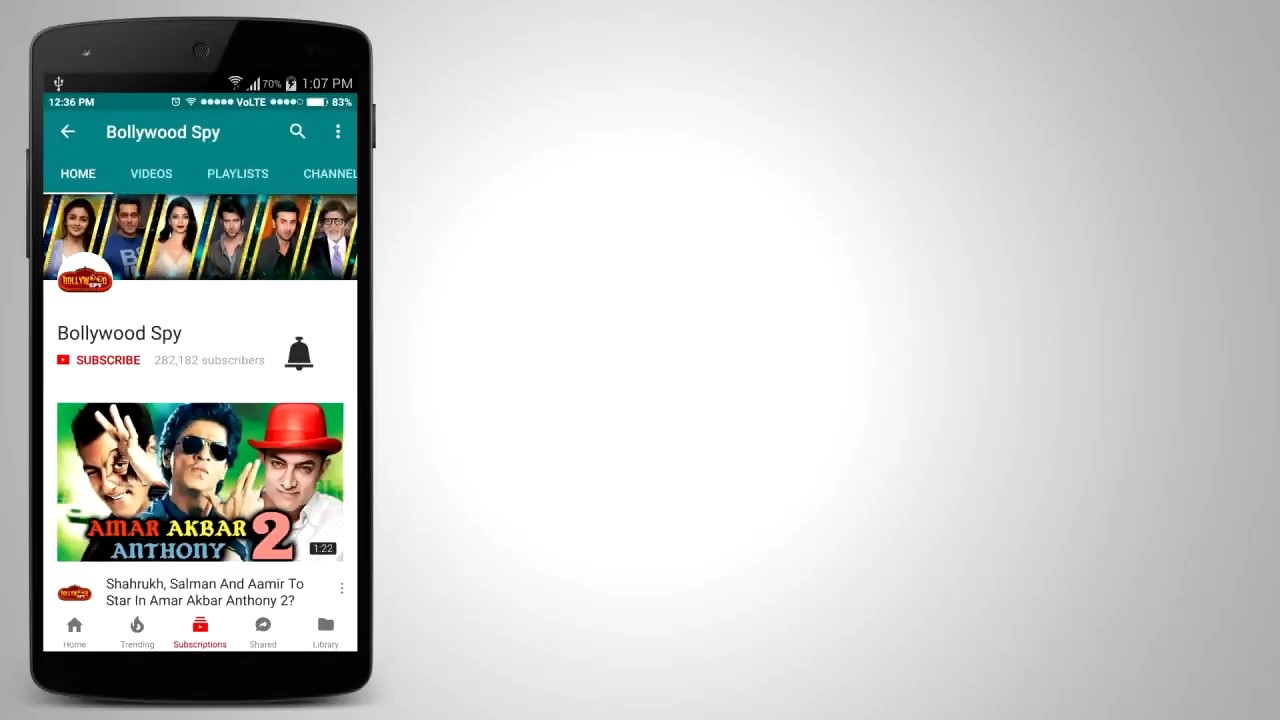 70% 1:07 PM
12:36 PM VoLTE 83%
Bollywood Spy
HOME VIDEOS PLAYLISTS CHANNEL
BOLLYWOOD
SPY
Bollywood Spy
SUBSCRIBE 282,182 subscribers
AMAR AKBAR
ANTHONY 2
1:22
Shahrukh, Salman And Aamir To
Star In Amar Akbar Anthony 2?
Home Trending Subscriptions Shared Library